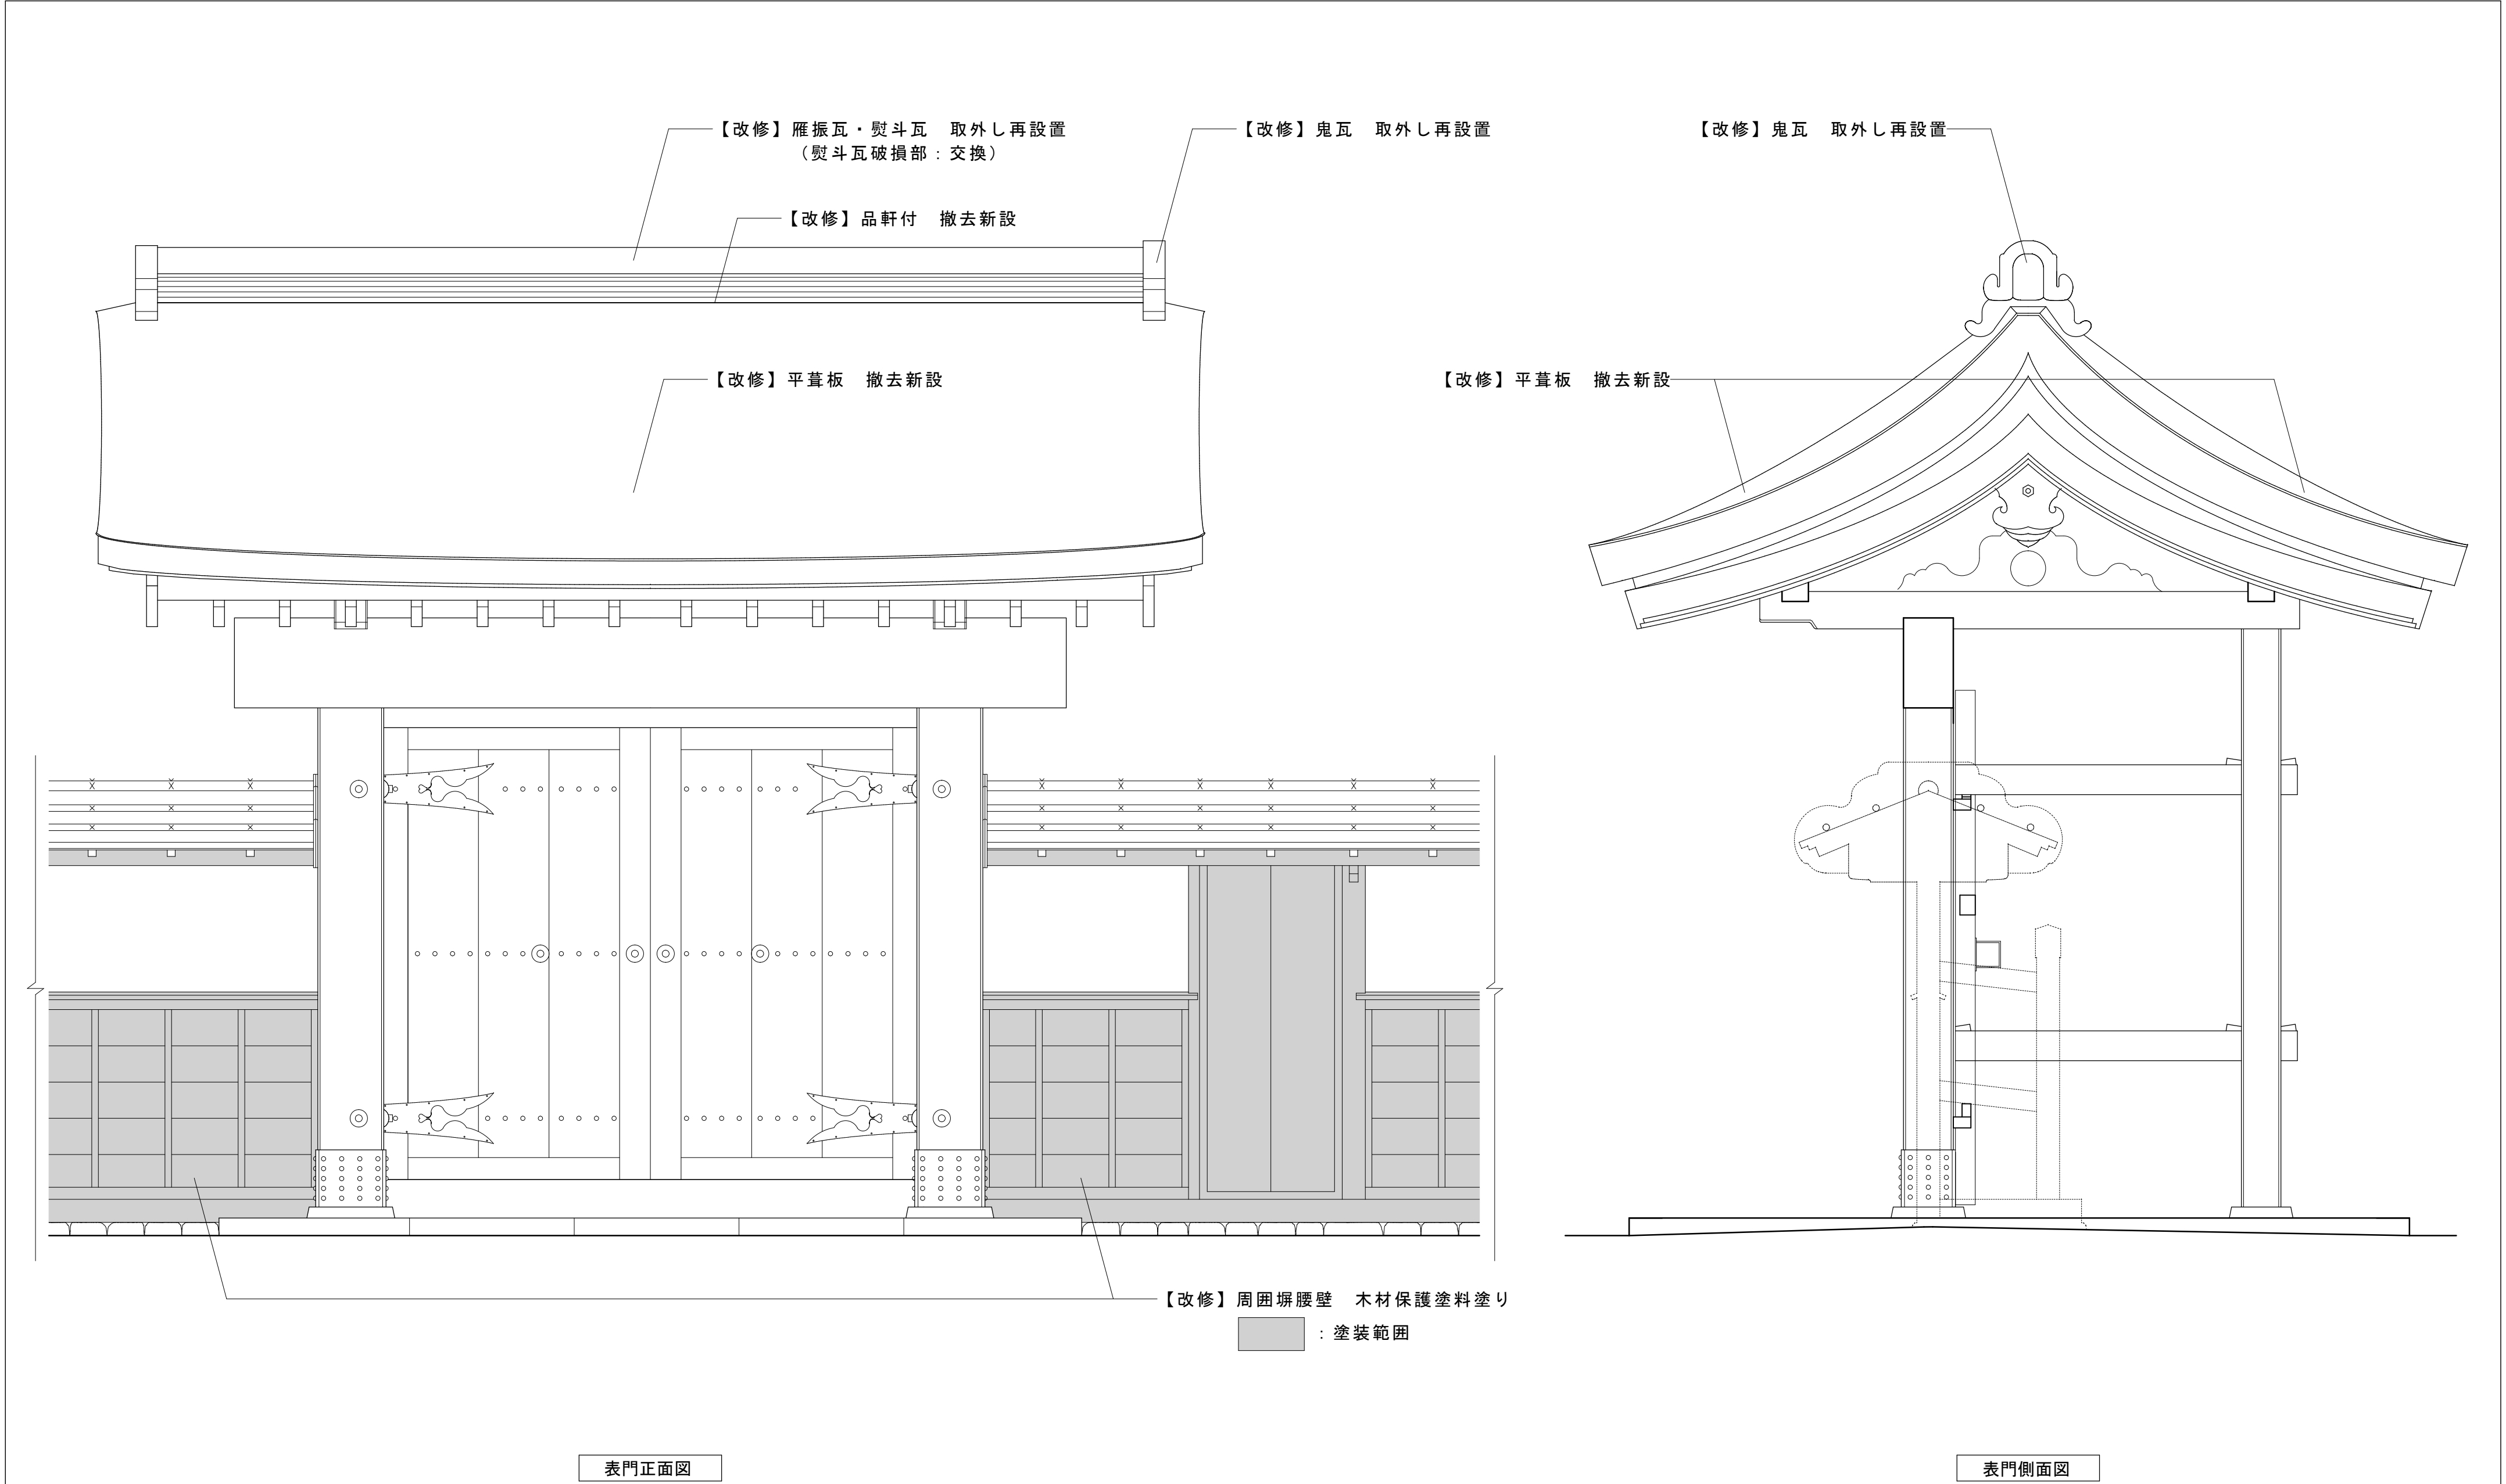 【改修】雁振瓦・熨斗瓦　取外し再設置
（熨斗瓦破損部：交換）
【改修】鬼瓦　取外し再設置
【改修】鬼瓦　取外し再設置
【改修】品軒付　撤去新設
【改修】平葺板　撤去新設
【改修】平葺板　撤去新設
【改修】周囲塀腰壁　木材保護塗料塗り
：塗装範囲
表門正面図
表門側面図